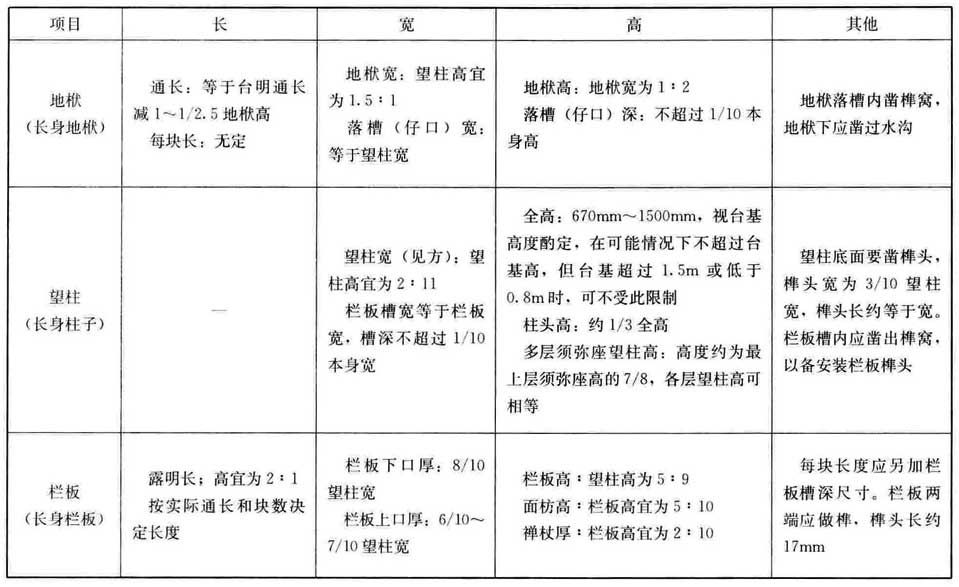 项目
长
宽
高
其他
地栿
(长身地栿)
通长:等于台明通长
减1~1/2.5地栿高
每块长:无定
地栿宽:望柱高宜
为1.5∶1
落槽(仔口)宽:
等于望柱宽
地栿高:地栿宽为1∶2
落槽(仔口)深:不超过1/10本
身高
地栿落槽内凿榫窝,
地栿下应凿过水沟
望柱
(长身柱子)
—
望柱宽(见方):望
柱高宜为2∶11
栏板槽宽等于栏板
宽,槽深不超过1/10
本身宽
全高:670mm~1500mm,视台基
高度酌定,在可能情况下不超过台
基高,但台基超过1.5m或低于
0.8m时,可不受此限制
柱头高:约1/3全高
多层须弥座望柱高:高度约为最
上层须弥座高的7/8,各层望柱高可
相等
望柱底面要凿榫头,
榫头宽为3/10望柱
宽,榫头长约等于宽。
栏板槽内应凿出榫窝,
以备安装栏板榫头
栏板
(长身栏板)
露明长:高宜为2∶1
按实际通长和块数决
定长度
栏板下口厚:8/10
望柱宽
栏板上口厚:6/10~
7/10望柱宽
栏板高∶望柱高为5∶9
面枋高∶栏板高宜为5∶10
禅杖厚∶栏板高宜为2∶10
每块长度应另加栏
板槽深尺寸。栏板两
端应做榫,榫头长约
17mm